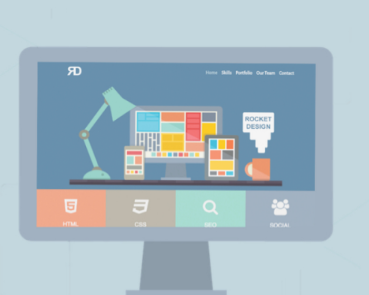 RD
Home Skills Portfolio Our Team Contact
ROCKET
DESIGN
HTML
CSS
SEO
SOCIAL